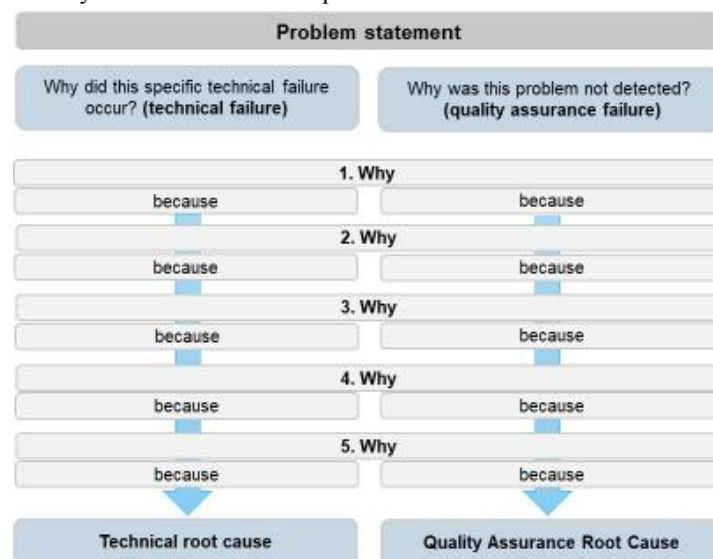 Problem statement
Why did this specific technical failure
occur? (technical failure)
Why was this problem not detected?
(quality assurance failure)
1. Why
because
because
2. Why
because
because
3. Why
because
because
4. Why
because
because
5. Why
because
because
Technical root cause
Quality Assurance Root Cause